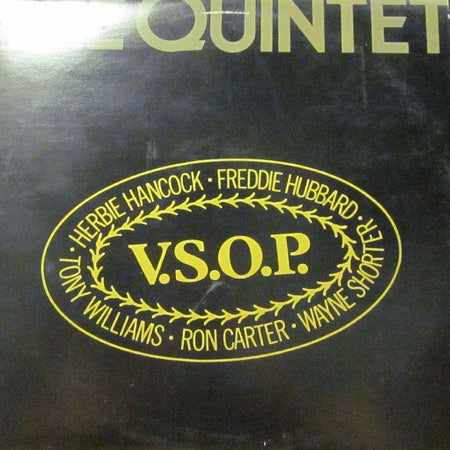 QUINTET
HERBIE HANCOCK · FREDDIE HUBBARD ·
V.S.O.P.
TONY WILLIAMS · RON CARTER · WAYNE SHORTER ·